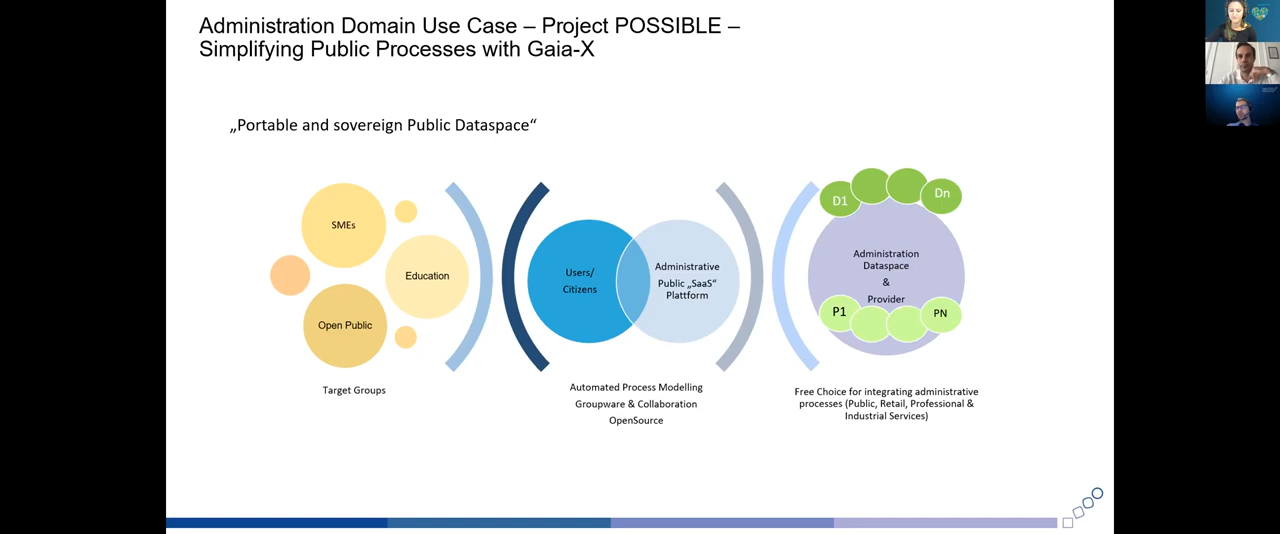 Administration Domain Use Case – Project POSSIBLE –
Simplifying Public Processes with Gaia-X
„Portable and sovereign Public Dataspace“
SMEs
Education
Open Public
Target Groups
Users/
Citizens
Administrative
Public „SaaS“
Plattform
Automated Process Modelling
Groupware & Collaboration
OpenSource
D1
Dn
Administration
Dataspace
&
Provider
P1
PN
Free Choice for integrating administrative
processes (Public, Retail, Professional &
Industrial Services)